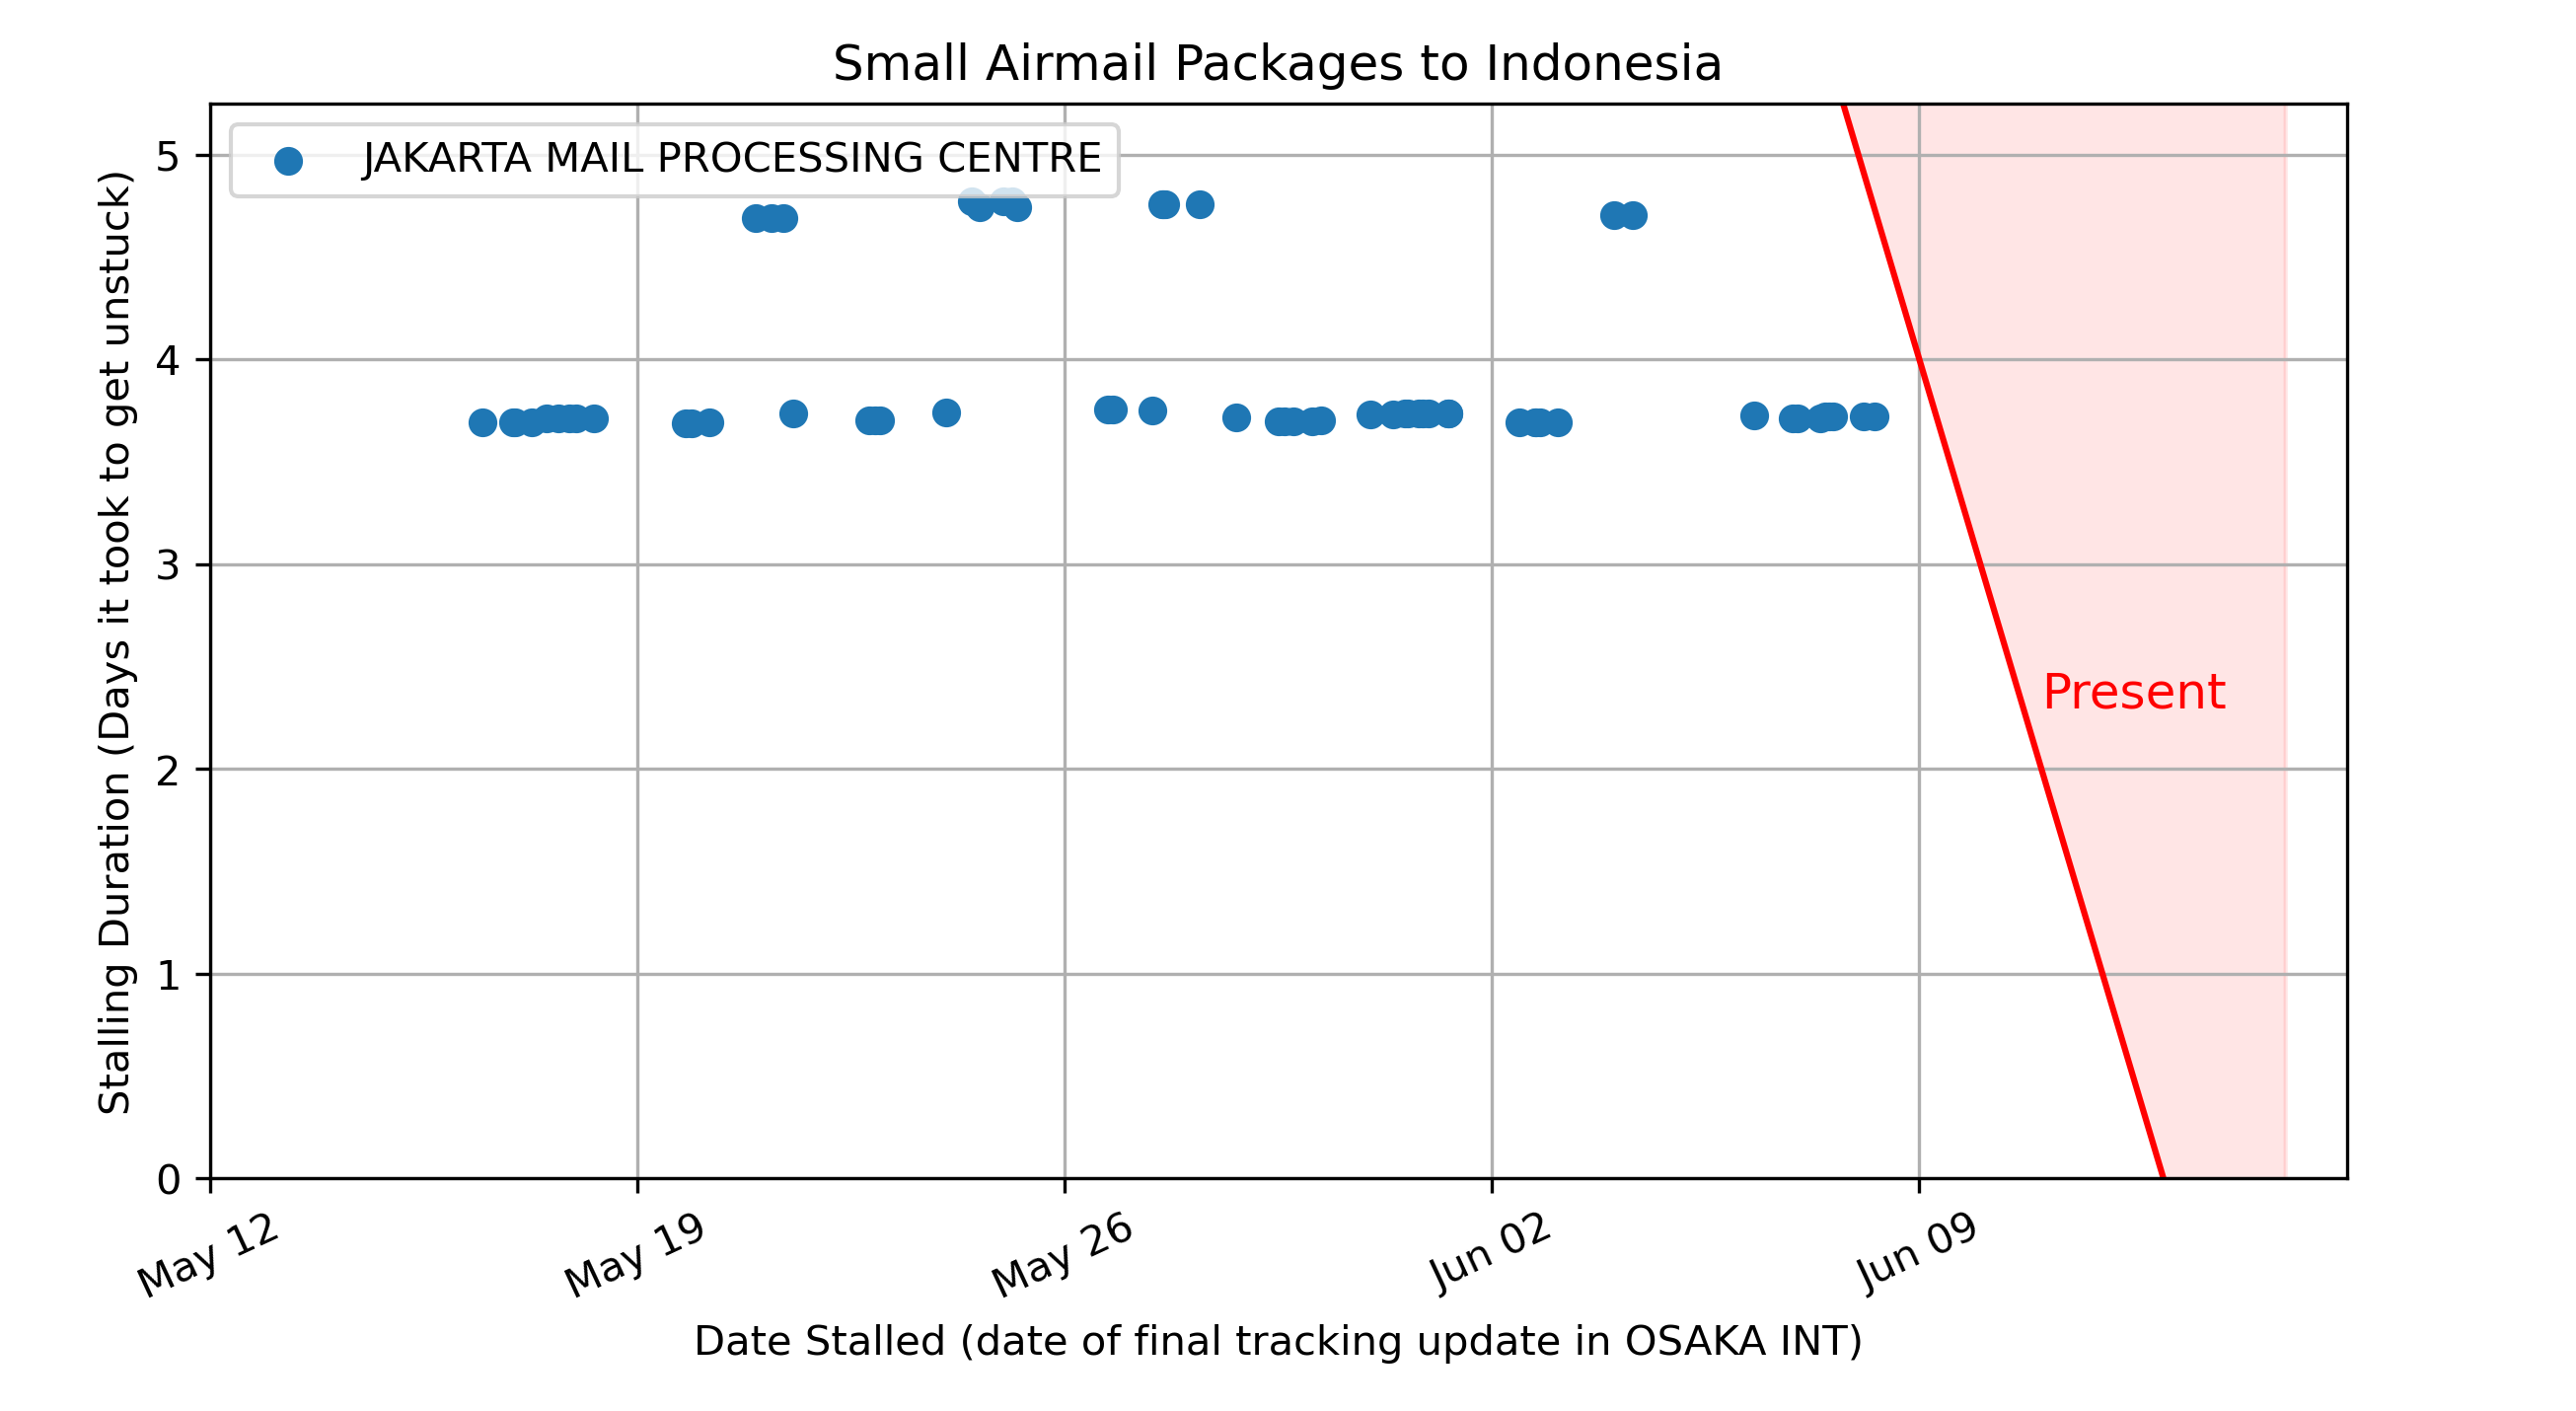 Small Airmail Packages to Indonesia
JAKARTA MAIL PROCESSING CENTRE
Stalling Duration (Days it took to get unstuck)
5
4
3
2
1
0
Present
May 12
May 19
May 26
Jun 02
Jun 09
Date Stalled (date of final tracking update in OSAKA INT)